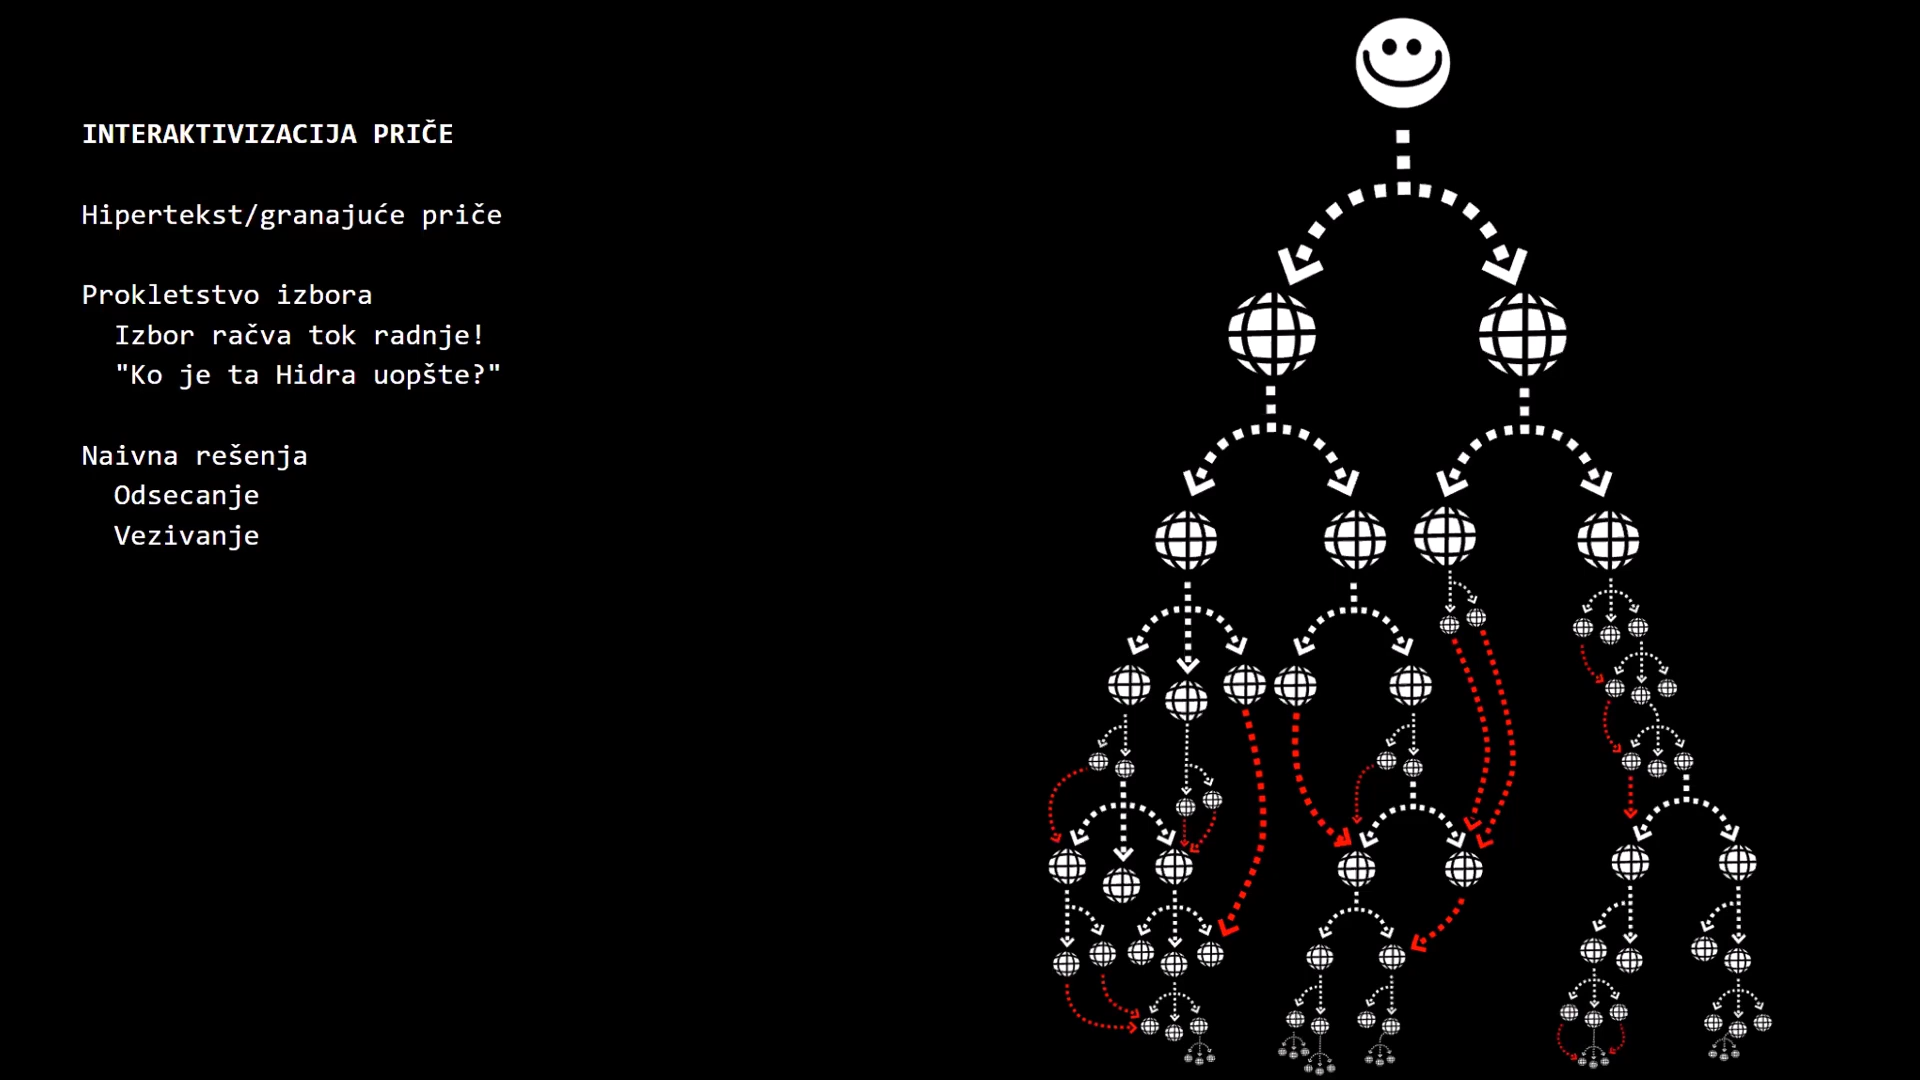 INTERAKTIVIZACIJA PRIČE
Hipertekst/granajuće priče
Prokletstvo izbora
Izbor račva tok radnje!
"Ko je ta Hidra uopšte?"
Naivna rešenja
Odsecanje
Vezivanje